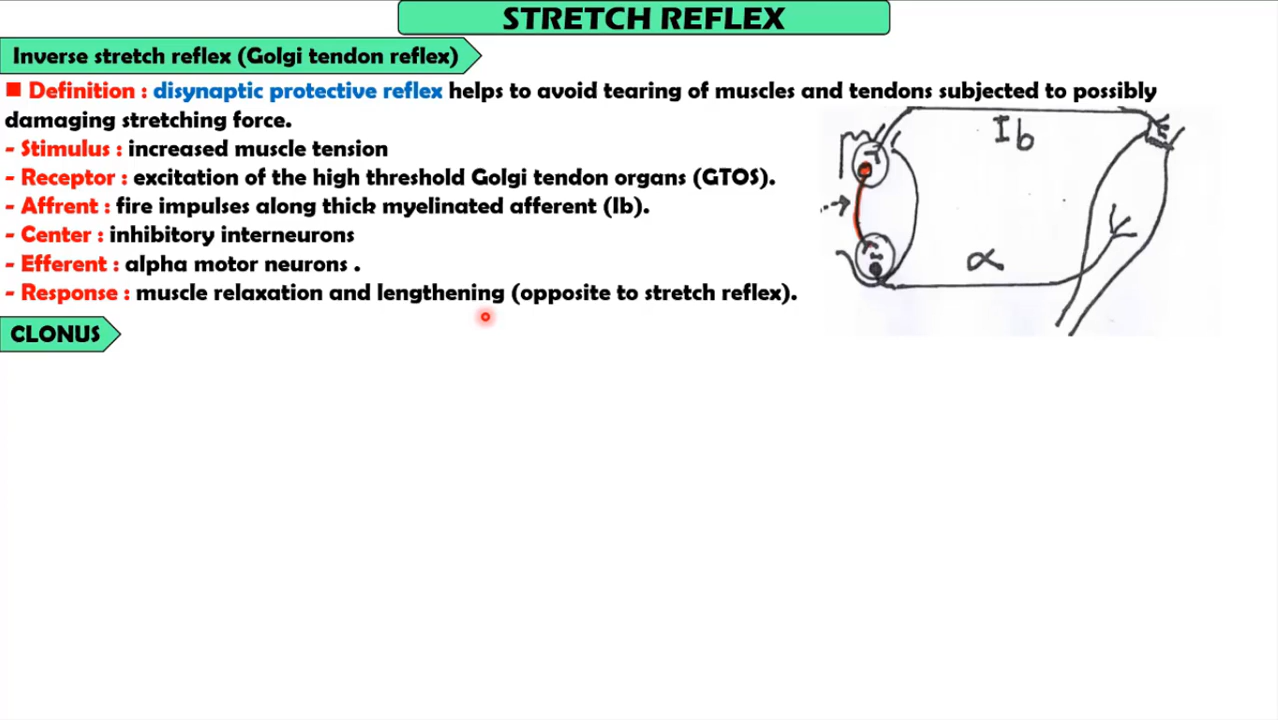 STRETCH REFLEX
Inverse stretch reflex (Golgi tendon reflex)
Definition : disynaptic protective reflex helps to avoid tearing of muscles and tendons subjected to possibly
damaging stretching force.
- Stimulus : increased muscle tension
- Receptor : excitation of the high threshold Golgi tendon organs (GTOS).
- Affrent : fire impulses along thick myelinated afferent (Ib).
- Center : inhibitory interneurons
- Efferent : alpha motor neurons .
- Response : muscle relaxation and lengthening (opposite to stretch reflex).
CLONUS
Ib
α